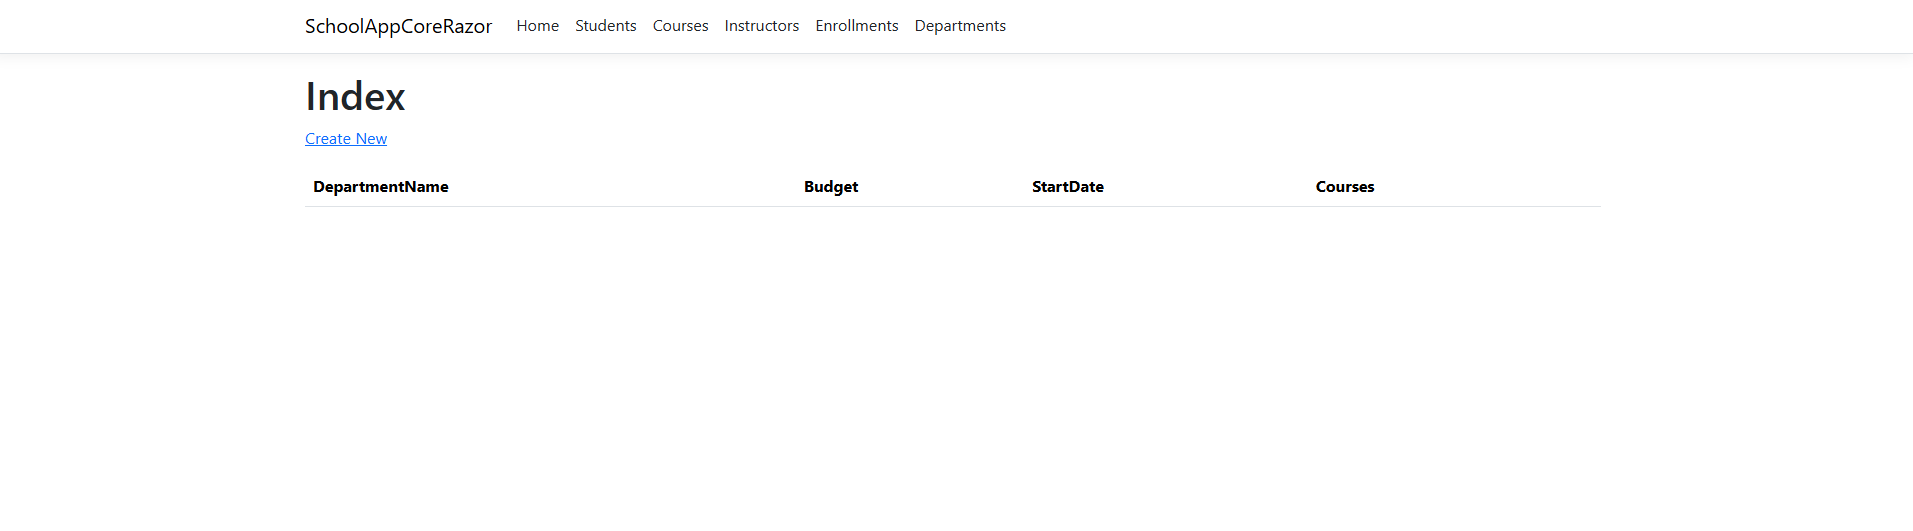 SchoolAppCoreRazor Home Students Courses Instructors Enrollments Departments
Index
Create New
DepartmentName Budget StartDate Courses